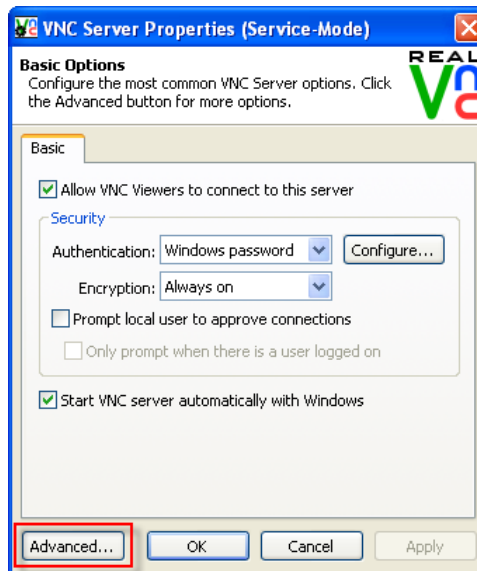 VNC Server Properties (Service-Mode)
Basic Options
Configure the most common VNC Server options. Click
the Advanced button for more options.
REAL
VNC
Basic
Allow VNC Viewers to connect to this server
Security
Authentication: Windows password Configure...
Encryption: Always on
Prompt local user to approve connections
Only prompt when there is a user logged on
Start VNC server automatically with Windows
Advanced... OK Cancel Apply